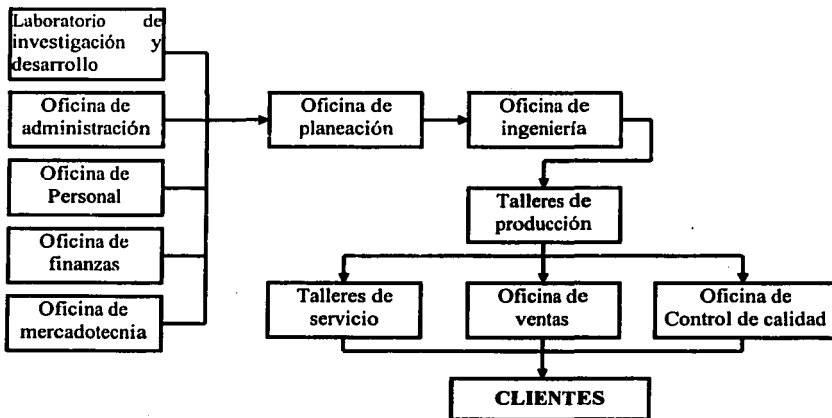 Laboratorio de
investigación y
desarrollo
Oficina de
administración
Oficina de
Personal
Oficina de
finanzas
Oficina de
mercadotecnia
Oficina de
planeación
Oficina de
ingeniería
Talleres de
producción
Talleres de
servicio
Oficina de
ventas
Oficina de
Control de calidad
CLIENTES